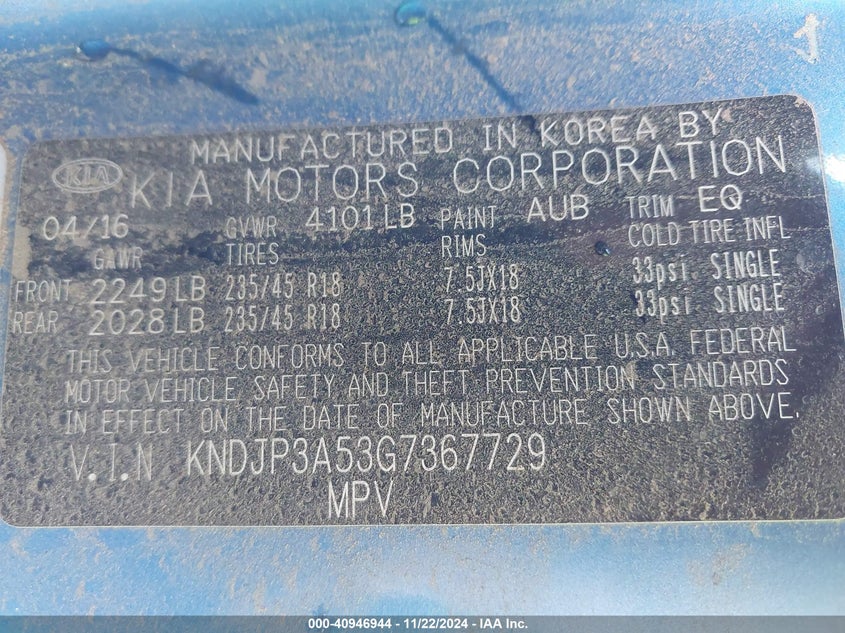 1
MANUFACTURED IN KOREA BY
KIA KIA MOTORS CORPORATION
04/16 GVWR 4101 LB PAINT AUB TRIM EQ
GAWR TIRES RIMS COLD TIRE INFL
FRONT 2249 LB 235/45 R18 7.5JX18 33psi SINGLE
REAR 2028 LB 235/45 R18 7.5JX18 33psi SINGLE
THIS VEHICLE CONFORMS TO ALL APPLICABLE U.S.A. FEDERAL
MOTOR VEHICLE SAFETY AND THEFT PREVENTION STANDARDS
IN EFFECT ON THE DATE OF MANUFACTURE SHOWN ABOVE.
V.I.N KNDJP3A53G7367729
MPV
000-40946944 - 11/22/2024 - IAA Inc.